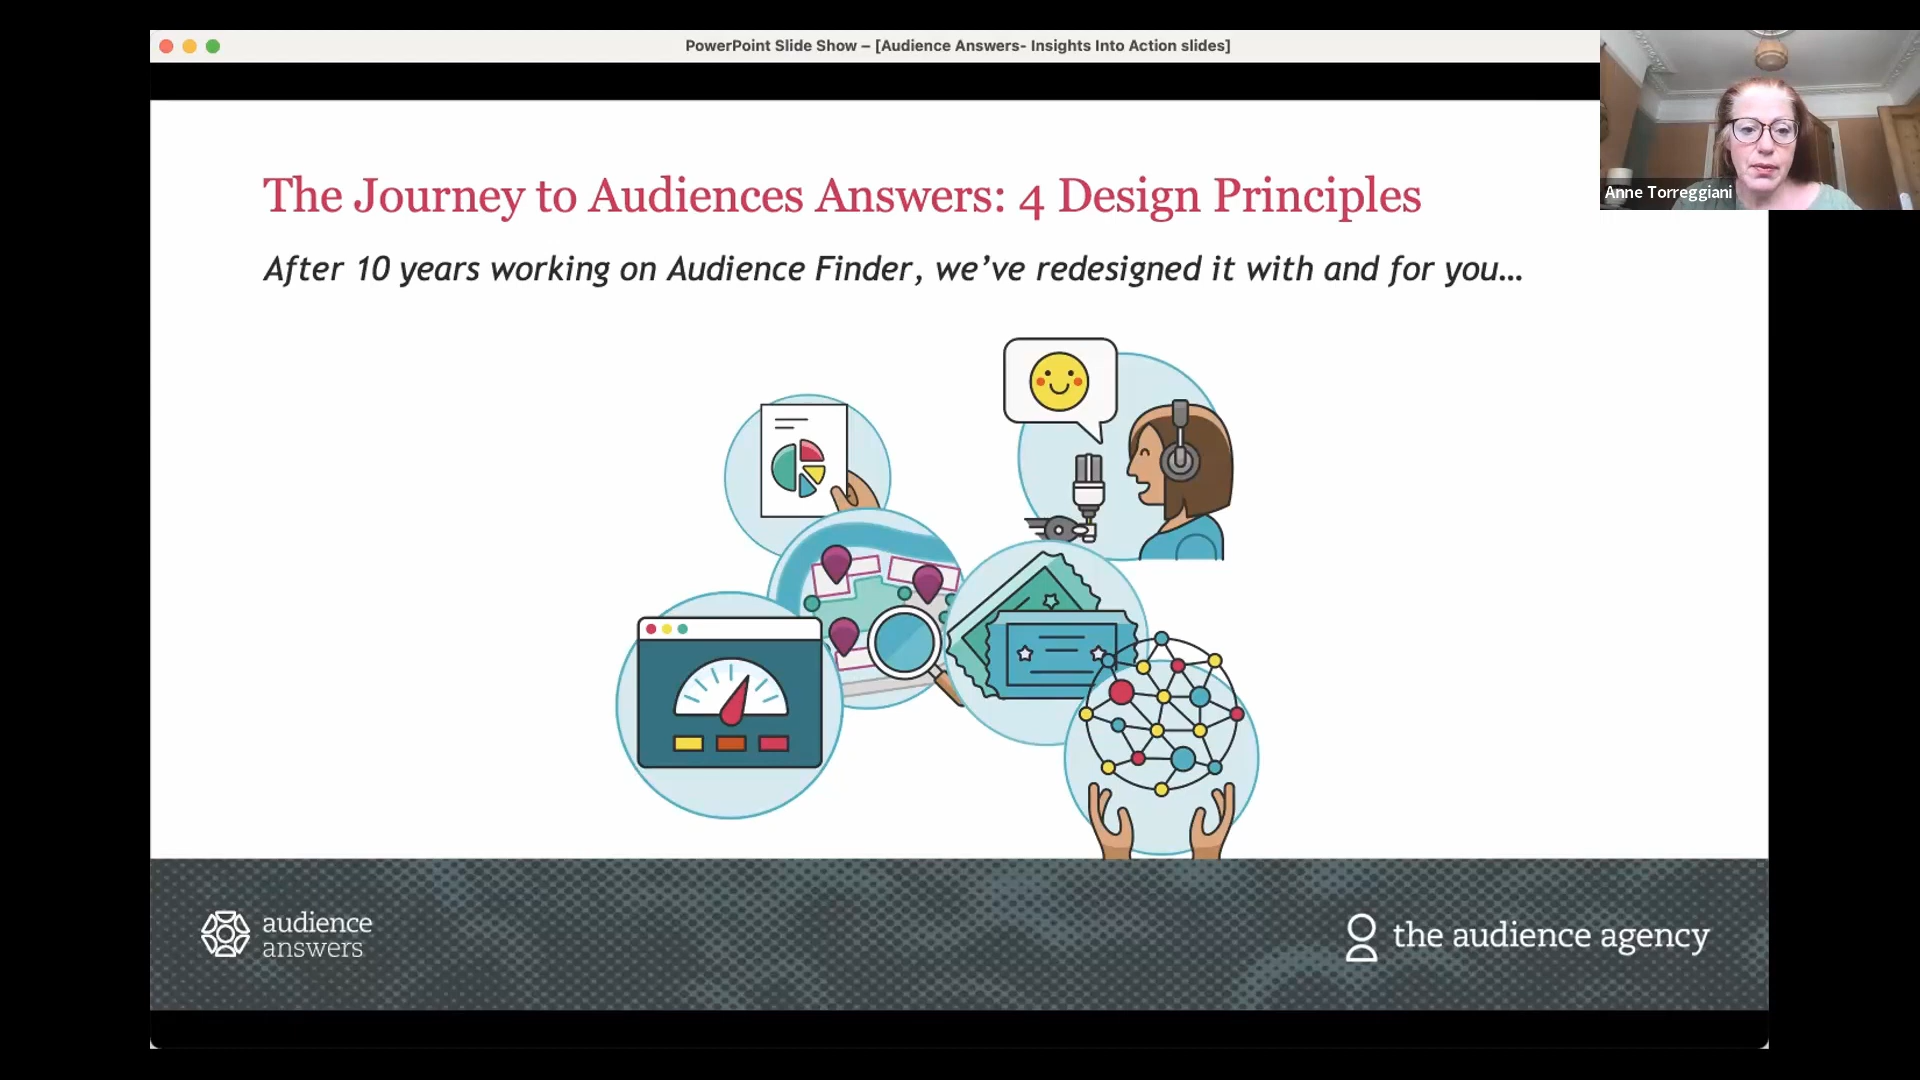 PowerPoint Slide Show – [Audience Answers- Insights Into Action slides]
Anne Torreggiani
The Journey to Audiences Answers: 4 Design Principles
After 10 years working on Audience Finder, we’ve redesigned it with and for you…
audience
answers
the audience agency